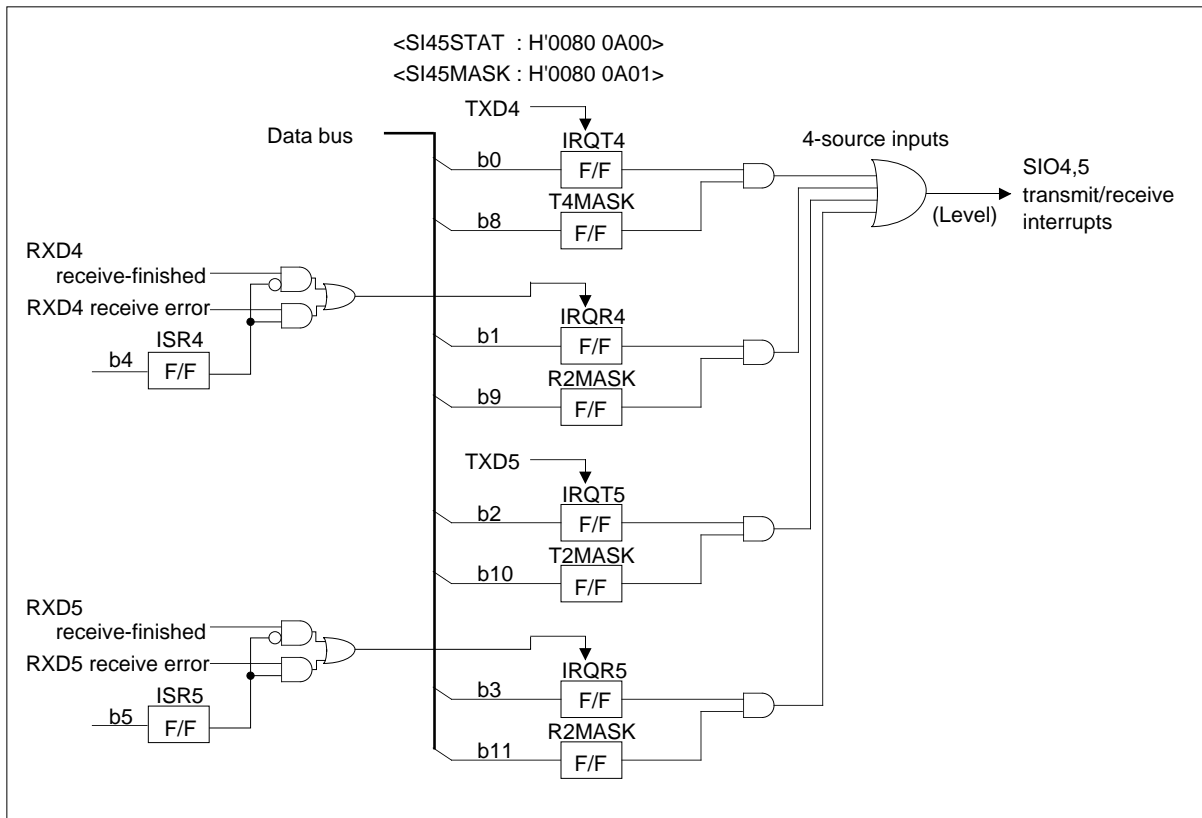 <SI45STAT : H'0080 0A00>
<SI45MASK : H'0080 0A01>
TXD4
Data bus
IRQT4
b0
F/F
T4MASK
b8
F/F
4-source inputs
(Level)
SIO4,5
transmit/receive
interrupts
RXD4
receive-finished
RXD4 receive error
ISR4
b4
F/F
IRQR4
b1
F/F
R2MASK
b9
F/F
TXD5
IRQT5
b2
F/F
T2MASK
b10
F/F
RXD5
receive-finished
RXD5 receive error
ISR5
b5
F/F
IRQR5
b3
F/F
R2MASK
b11
F/F